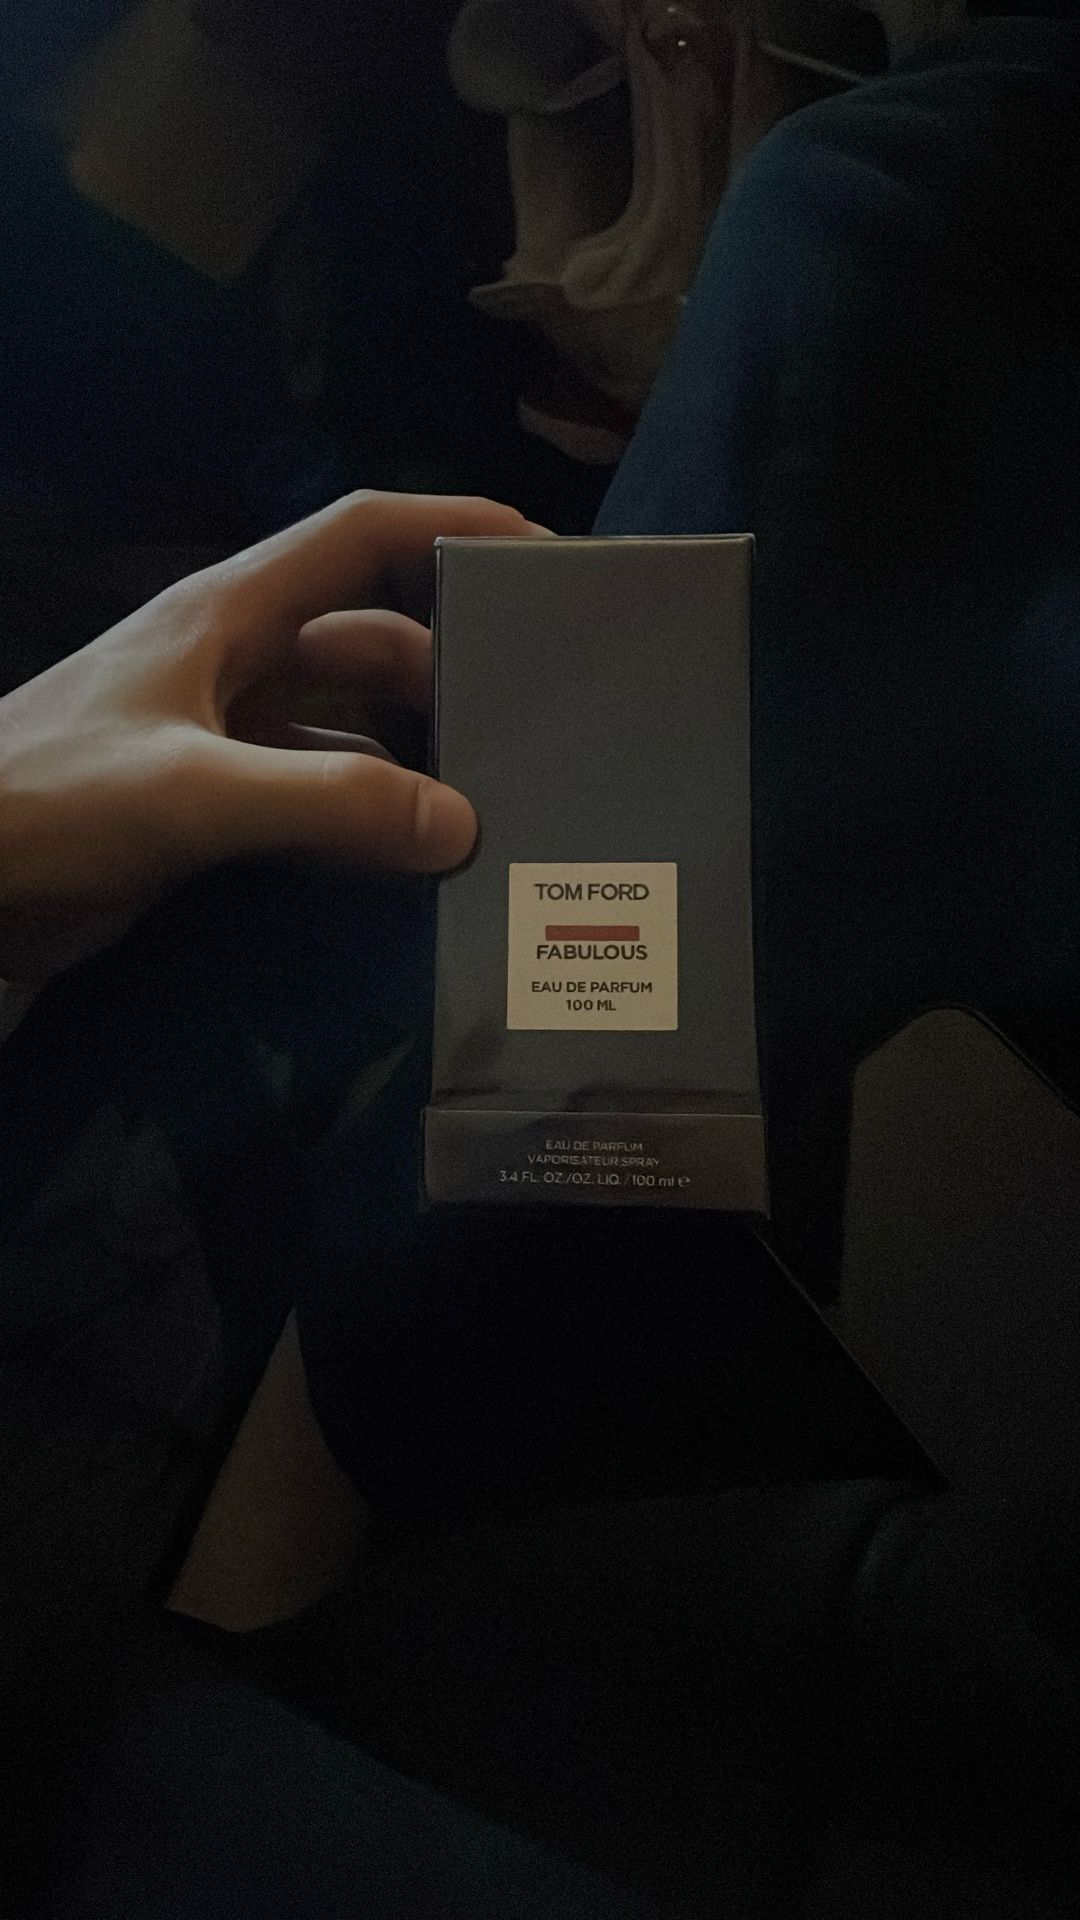 TOM FORD
FABULOUS
EAU DE PARFUM
100 ML
EAU DE PARFUM
VAPORISATEUR SPRAY
3.4 FL. OZ./OZ. LIQ. / 100 ml ℮